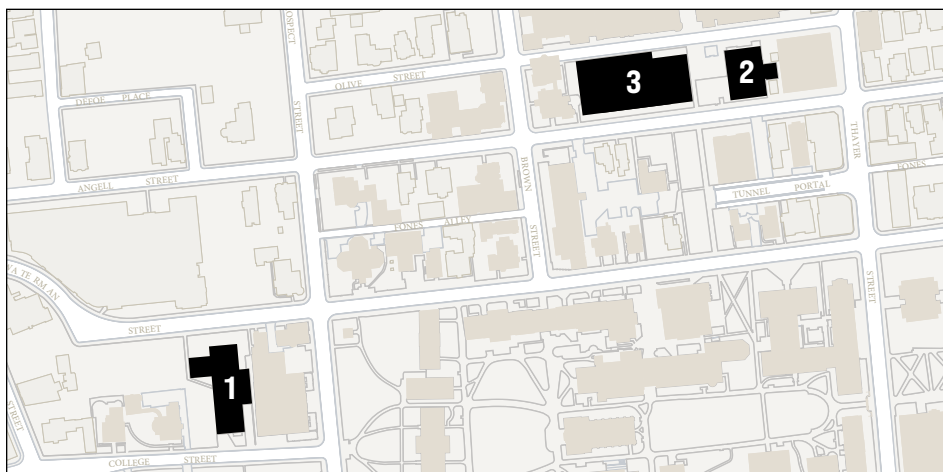 OSPECT
STREET
OLIVE STREET
3
2
DEFOE PLACE
THAYER
STREET
BROWN
STREET
FONES
ANGELL STREET
TUNNEL PORTAL
FONES ALLEY
WATERMAN
STREET
1
STREET
COLLEGE STREET